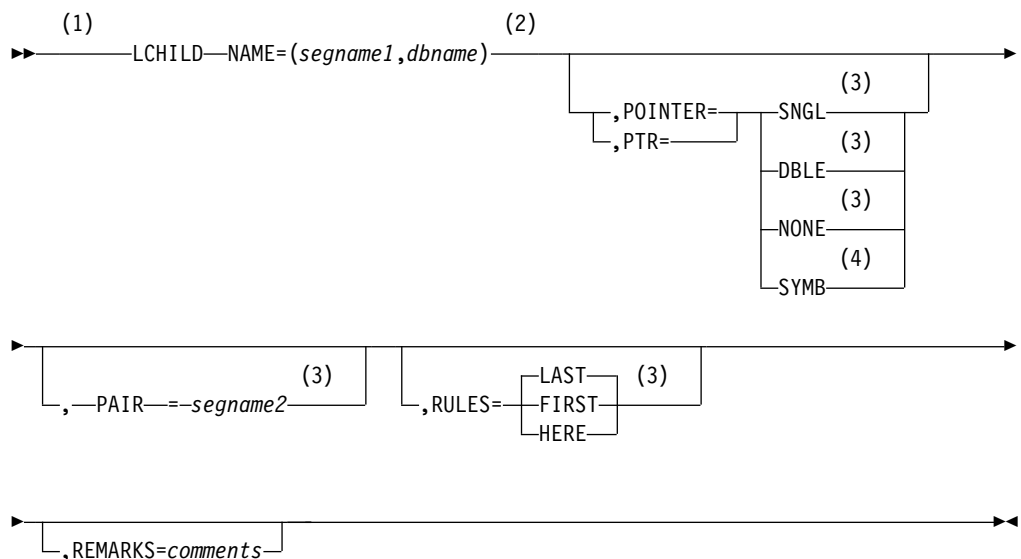 (1) (2)
LCHILD NAME=(segname1,dbname)
(3)
,POINTER= SNGL
,PTR= (3)
DBLE
(3)
NONE
(4)
SYMB
(3) LAST (3)
, PAIR =segname2 ,RULES= FIRST
HERE
,REMARKS=comments